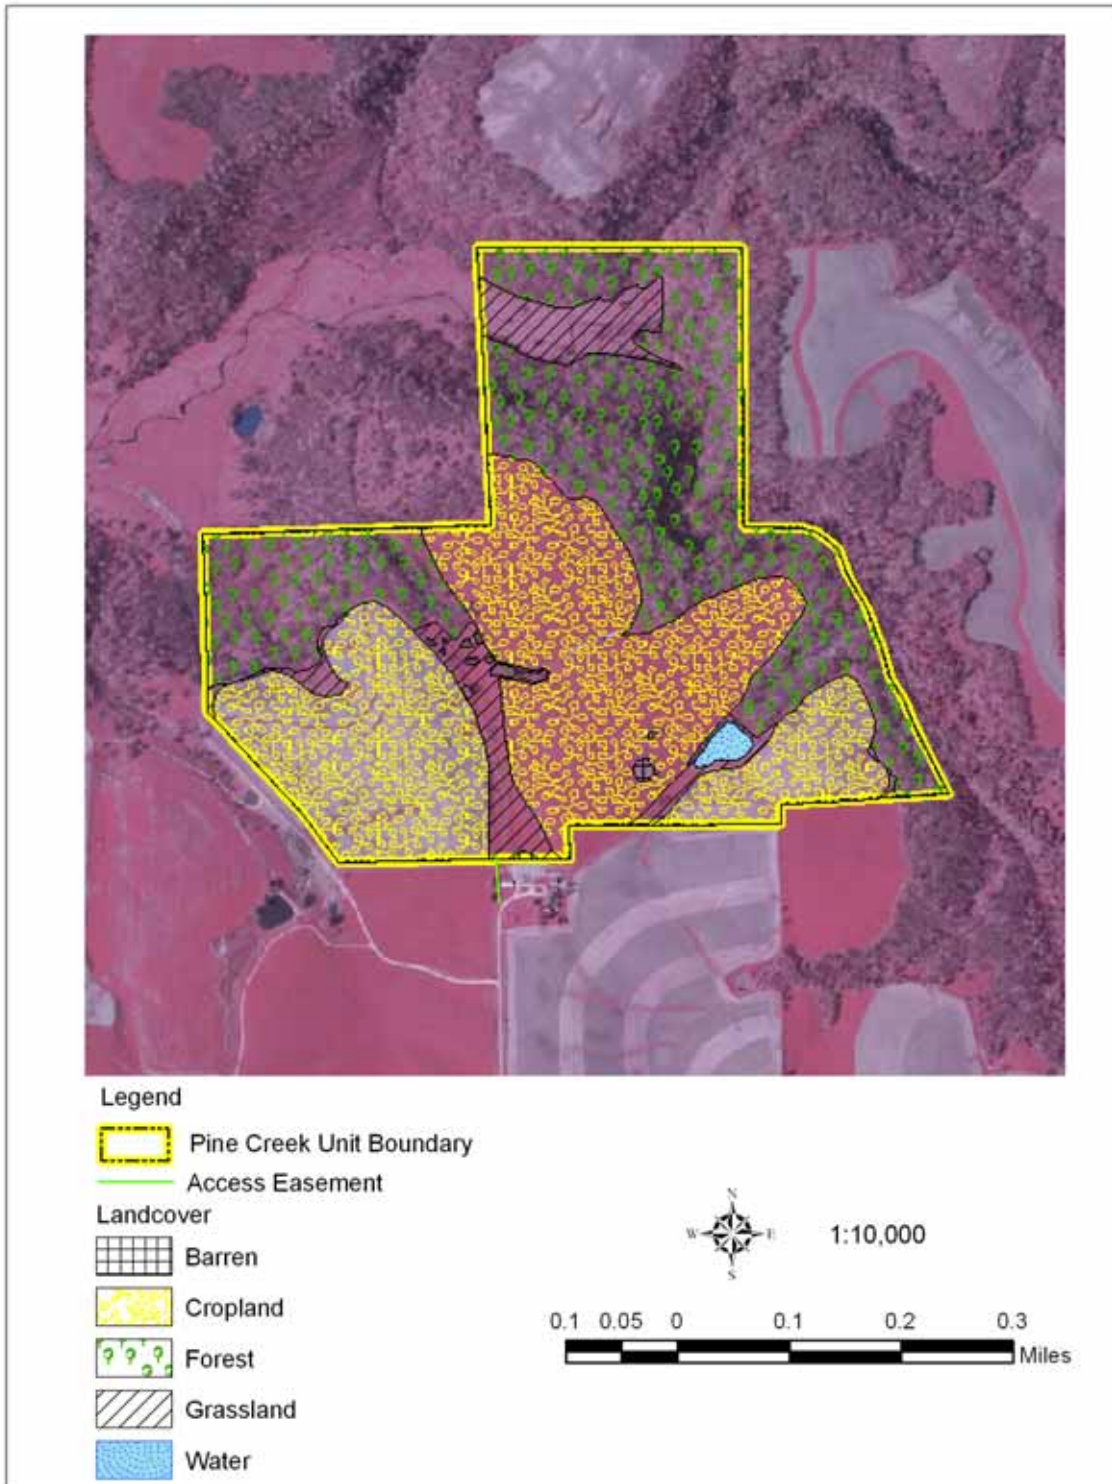 Legend
Pine Creek Unit Boundary
Access Easement
Landcover
Barren
Cropland
Forest
Grassland
Water
N
W E
S
1:10,000
0.1 0.05 0 0.1 0.2 0.3
Miles